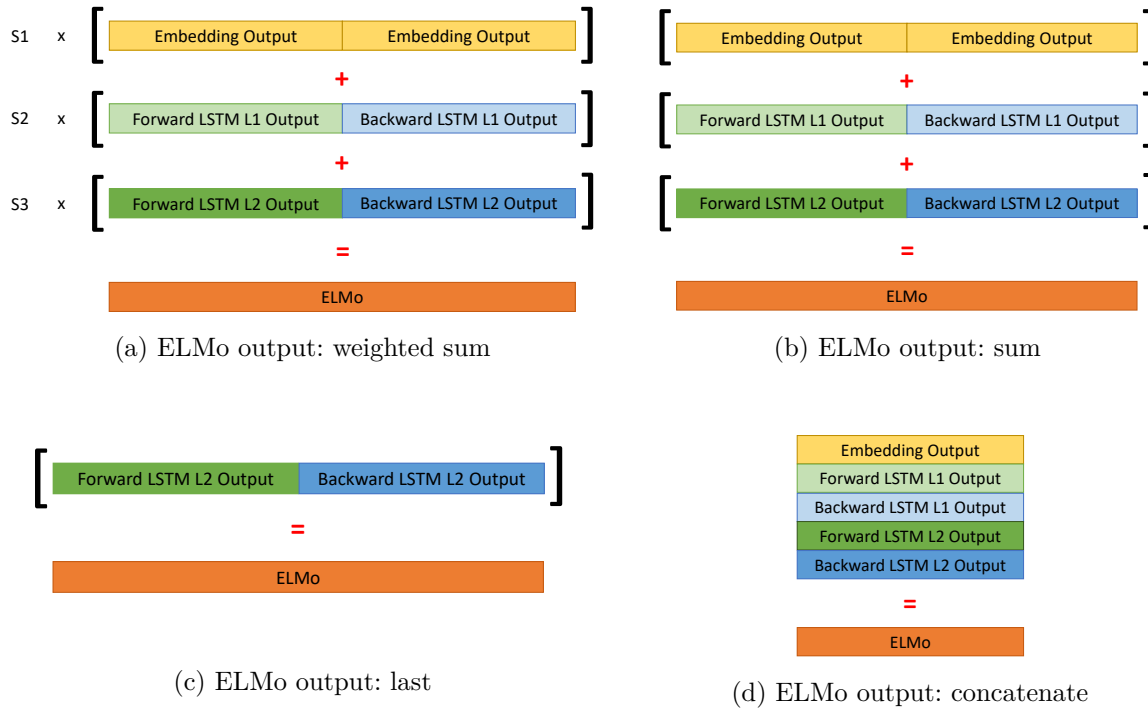 S1 x [ Embedding Output Embedding Output ]
+
S2 x [ Forward LSTM L1 Output Backward LSTM L1 Output ]
+
S3 x [ Forward LSTM L2 Output Backward LSTM L2 Output ]
=
ELMo
(a) ELMo output: weighted sum
[ Embedding Output Embedding Output ]
+
[ Forward LSTM L1 Output Backward LSTM L1 Output ]
+
[ Forward LSTM L2 Output Backward LSTM L2 Output ]
=
ELMo
(b) ELMo output: sum
[ Forward LSTM L2 Output Backward LSTM L2 Output ]
=
ELMo
(c) ELMo output: last
Embedding Output
Forward LSTM L1 Output
Backward LSTM L1 Output
Forward LSTM L2 Output
Backward LSTM L2 Output
=
ELMo
(d) ELMo output: concatenate